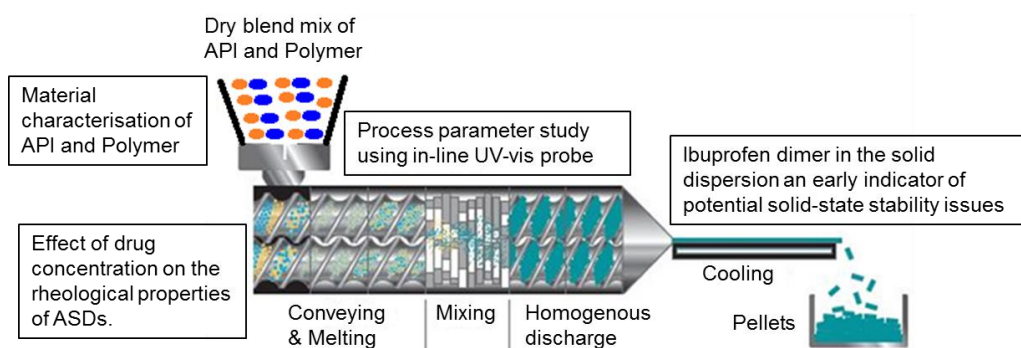 Dry blend mix of
API and Polymer
Material
characterisation of
API and Polymer
Process parameter study
using in-line UV-vis probe
Ibuprofen dimer in the solid
dispersion an early indicator of
potential solid-state stability issues
Effect of drug
concentration on the
rheological properties
of ASDs.
Conveying
& Melting
Mixing
Homogenous
discharge
Cooling
Pellets